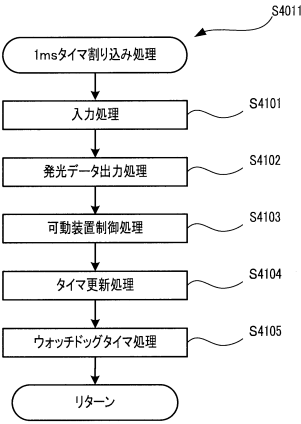 S4011
1msタイマ割り込み処理
入力処理
S4101
発光データ出力処理
S4102
可動装置制御処理
S4103
タイマ更新処理
S4104
ウォッチドッグタイマ処理
S4105
リターン